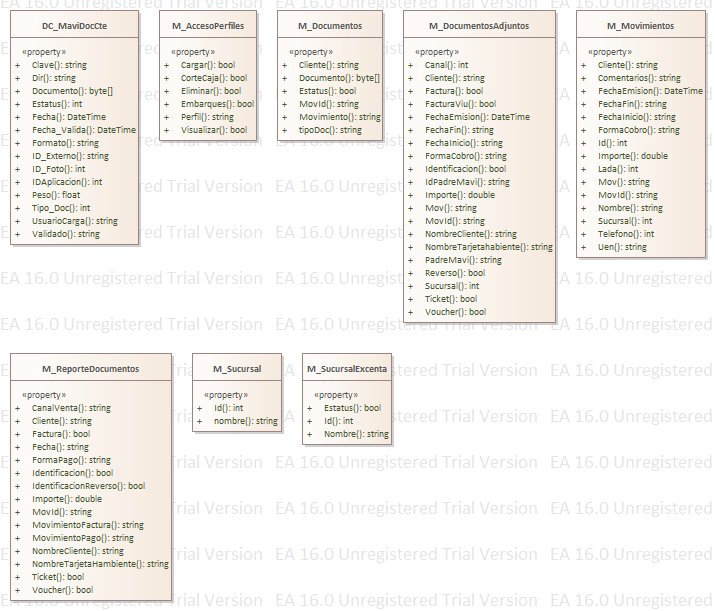 EA 16.0 Unregistered Trial Version
DC_MaviDocCte
«property»
+ Clave(): string
+ Dir(): string
+ Documento(): byte[]
+ Estatus(): int
+ Fecha(): DateTime
+ Fecha_Valida(): DateTime
+ Formato(): string
+ ID_Externo(): string
+ ID_Foto(): int
+ IDAplicacion(): int
+ Peso(): float
+ Tipo_Doc(): int
+ UsuarioCarga(): string
+ Validado(): string
M_AccesoPerfiles
«property»
+ Cargar(): bool
+ CorteCaja(): bool
+ Eliminar(): bool
+ Embarques(): bool
+ Perfil(): string
+ Visualizar(): bool
M_Documentos
«property»
+ Cliente(): string
+ Documento(): byte[]
+ Estatus(): bool
+ MovId(): string
+ Movimiento(): string
+ tipoDoc(): string
M_DocumentosAdjuntos
«property»
+ Canal(): int
+ Cliente(): string
+ Factura(): bool
+ FacturaViu(): bool
+ FechaEmision(): DateTime
+ FechaFin(): string
+ FechaInicio(): string
+ FormaCobro(): string
+ Identificacion(): bool
+ IdPadreMavi(): string
+ Importe(): double
+ Mov(): string
+ MovId(): string
+ NombreCliente(): string
+ NombreTarjetahabiente(): string
+ PadreMavi(): string
+ Reverso(): bool
+ Sucursal(): int
+ Ticket(): bool
+ Voucher(): bool
M_Movimientos
«property»
+ Cliente(): string
+ Comentarios(): string
+ FechaEmision(): DateTime
+ FechaFin(): string
+ FechaInicio(): string
+ FormaCobro(): string
+ Id(): int
+ Importe(): double
+ Lada(): int
+ Mov(): string
+ MovId(): string
+ Nombre(): string
+ Sucursal(): int
+ Telefono(): int
+ Uen(): string
M_ReporteDocumentos
«property»
+ CanalVenta(): string
+ Cliente(): string
+ Factura(): bool
+ Fecha(): string
+ FormaPago(): string
+ Identificacion(): bool
+ IdentificacionReverso(): bool
+ Importe(): double
+ MovId(): string
+ MovimientoFactura(): string
+ MovimientoPago(): string
+ NombreCliente(): string
+ NombreTarjetaHambiente(): string
+ Ticket(): bool
+ Voucher(): bool
M_Sucursal
«property»
+ Id(): int
+ nombre(): string
M_SucursalExcenta
«property»
+ Estatus(): bool
+ Id(): int
+ Nombre(): string